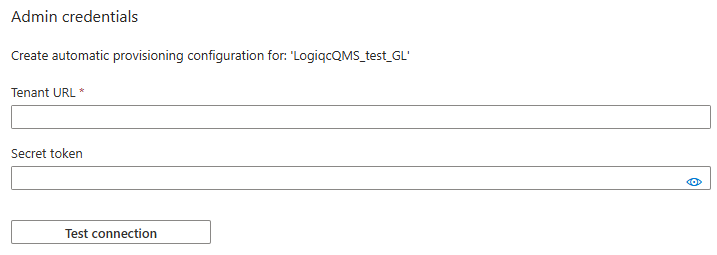 Admin credentials
Create automatic provisioning configuration for: 'LogiqcQMS_test_GL'
Tenant URL *
Secret token
Test connection